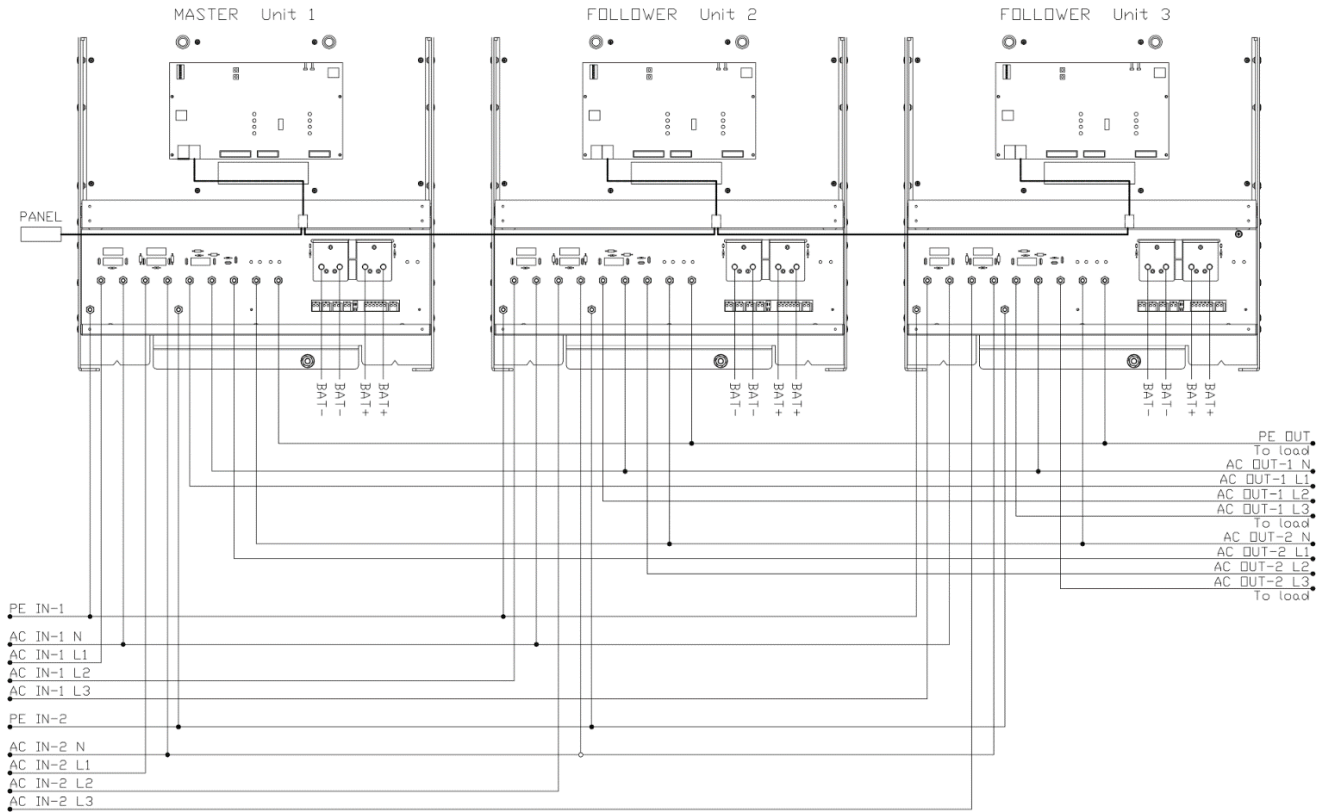 MASTER Unit 1
FOLLOWER Unit 2
FOLLOWER Unit 3
PANEL
BAT-
BAT-
BAT+
BAT+
BAT-
BAT-
BAT+
BAT+
BAT-
BAT-
BAT+
BAT+
PE OUT
To load
AC OUT-1 N
AC OUT-1 L1
AC OUT-1 L2
AC OUT-1 L3
To load
AC OUT-2 N
AC OUT-2 L1
AC OUT-2 L2
AC OUT-2 L3
To load
PE IN-1
AC IN-1 N
AC IN-1 L1
AC IN-1 L2
AC IN-1 L3
PE IN-2
AC IN-2 N
AC IN-2 L1
AC IN-2 L2
AC IN-2 L3